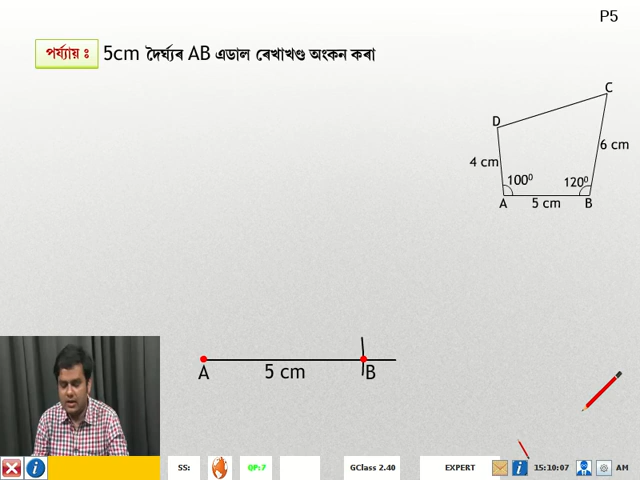 P5
পৰ্য্যায় ঃ 5cm দৈৰ্ঘ্যৰ AB এডাল ৰেখাখণ্ড অংকন কৰা
C
D
6 cm
4 cm
100⁰
120⁰
A 5 cm B
A 5 cm B
SS: QP:7 GClass 2.40 EXPERT 15:10:07 AM